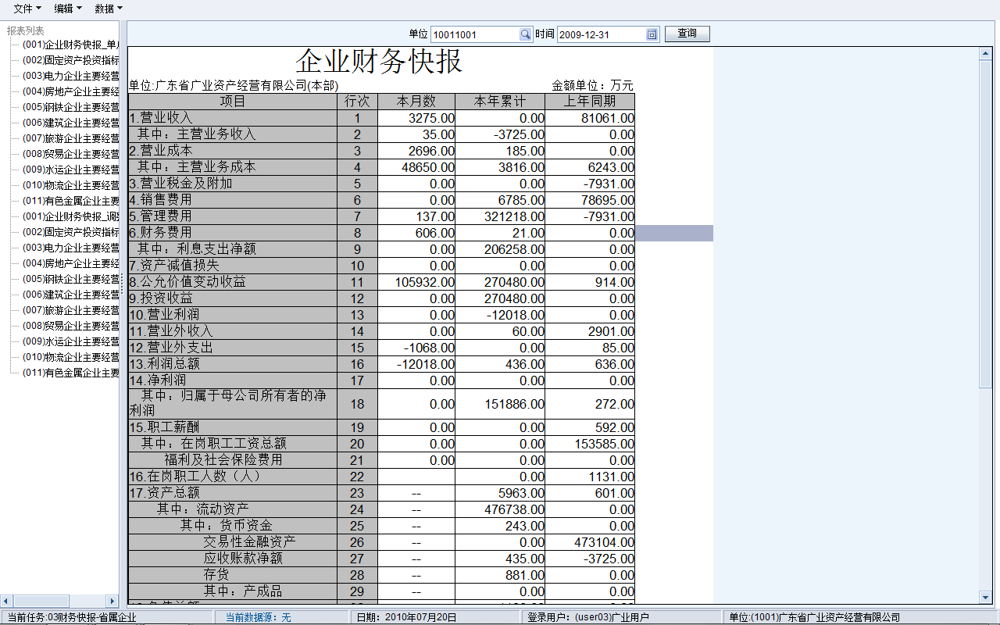 文件 编辑 数据
报表列表
(001)企业财务快报_单
(002)固定资产投资指标
(003)电力企业主要经营
(004)房地产企业主要经
(005)钢铁企业主要经营
(006)建筑企业主要经营
(007)旅游企业主要经营
(008)贸易企业主要经营
(009)水运企业主要经营
(010)物流企业主要经营
(011)有色金属企业主要
(001)企业财务快报_调
(002)固定资产投资指标
(003)电力企业主要经营
(004)房地产企业主要经
(005)钢铁企业主要经营
(006)建筑企业主要经营
(007)旅游企业主要经营
(008)贸易企业主要经营
(009)水运企业主要经营
(010)物流企业主要经营
(011)有色金属企业主要
单位 10011001 时间 2009-12-31 查询
企业财务快报
单位:广东省广业资产经营有限公司(本部) 金额单位：万元
项目 行次 本月数 本年累计 上年同期
1.营业收入 1 3275.00 0.00 81061.00
其中：主营业务收入 2 35.00 -3725.00 0.00
2.营业成本 3 2696.00 185.00 0.00
其中：主营业务成本 4 48650.00 3816.00 6243.00
3.营业税金及附加 5 0.00 0.00 -7931.00
4.销售费用 6 0.00 6785.00 78695.00
5.管理费用 7 137.00 321218.00 -7931.00
6.财务费用 8 606.00 21.00 0.00
其中：利息支出净额 9 0.00 206258.00 0.00
7.资产减值损失 10 0.00 0.00 0.00
8.公允价值变动收益 11 105932.00 270480.00 914.00
9.投资收益 12 0.00 270480.00 0.00
10.营业利润 13 0.00 -12018.00 0.00
11.营业外收入 14 0.00 60.00 2901.00
12.营业外支出 15 -1068.00 0.00 85.00
13.利润总额 16 -12018.00 436.00 636.00
14.净利润 17 0.00 0.00 0.00
其中：归属于母公司所有者的净
利润 18 0.00 151886.00 272.00
15.职工薪酬 19 0.00 0.00 592.00
其中：在岗职工工资总额 20 0.00 0.00 153585.00
福利及社会保险费用 21 0.00 0.00 0.00
16.在岗职工人数（人） 22 0.00 1131.00
17.资产总额 23 -- 5963.00 601.00
其中：流动资产 24 -- 476738.00 0.00
其中：货币资金 25 -- 243.00 0.00
交易性金融资产 26 -- 0.00 473104.00
应收账款净额 27 -- 435.00 -3725.00
存货 28 -- 881.00 0.00
其中：产成品 29 -- 0.00 0.00
当前任务:03财务快报-省属企业 当前数据源：无 日期：2010年07月20日 登录用户：(user03)广业用户 单位:(1001)广东省广业资产经营有限公司